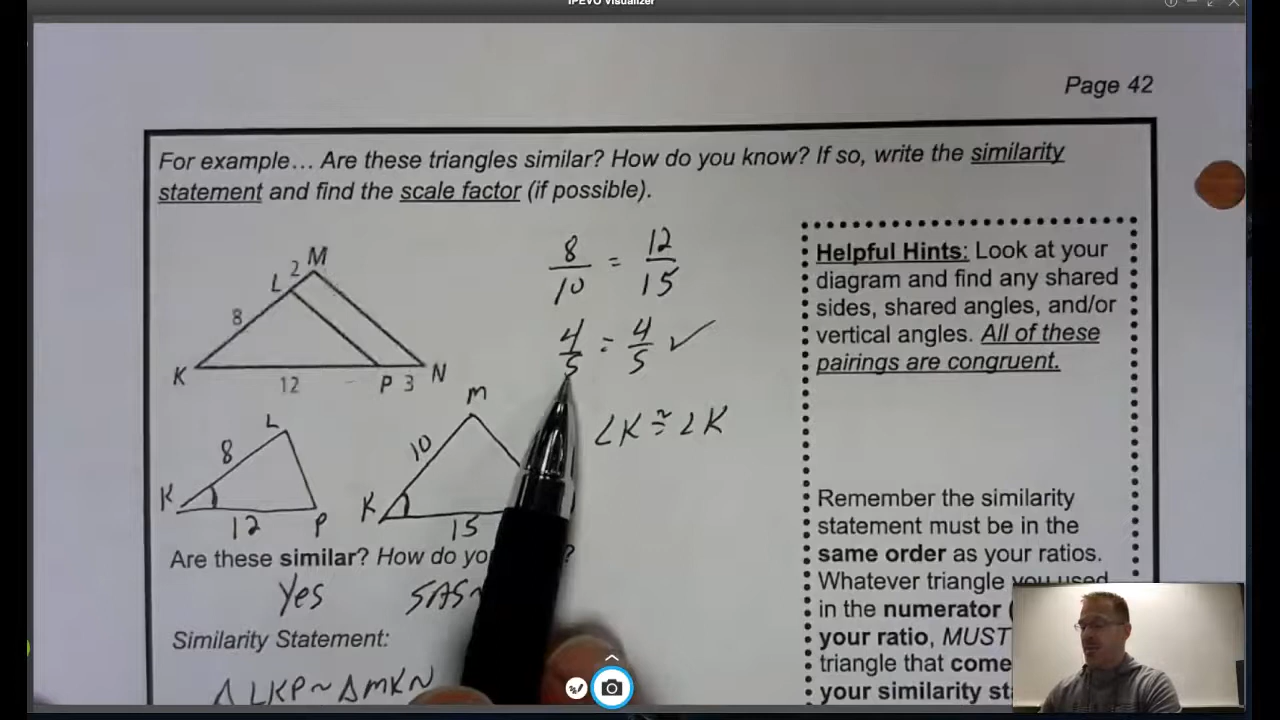 IPEVO Visualizer
Page 42
For example… Are these triangles similar? How do you know? If so, write the similarity
statement and find the scale factor (if possible).
M
2
L
8
K
12
P 3 N
8/10 = 12/15
4/5 = 4/5 ✓
∠K ≅ ∠K
L
8
K
12
P
M
10
K
15
Are these similar? How do yo ?
Yes
SAS~
Similarity Statement:
Δ LKP ~ Δ MKN
Helpful Hints: Look at your
diagram and find any shared
sides, shared angles, and/or
vertical angles. All of these
pairings are congruent.
Remember the similarity
statement must be in the
same order as your ratios.
Whatever triangle you used
in the numerator (
your ratio, MUST
triangle that come
your similarity st